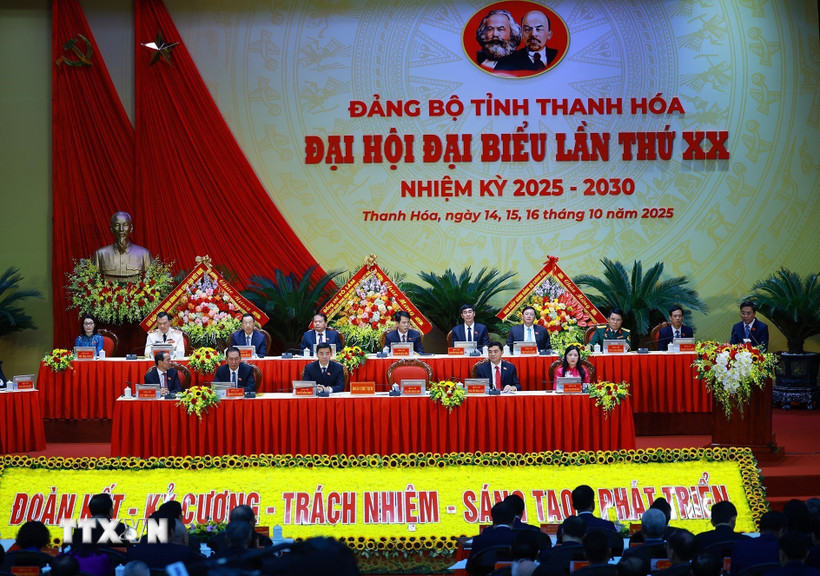 ĐẢNG BỘ TỈNH THANH HÓA
ĐẠI HỘI ĐẠI BIỂU LẦN THỨ XX
NHIỆM KỲ 2025 - 2030
Thanh Hóa, ngày 14, 15, 16 tháng 10 năm 2025
ĐOÀN KẾT - KỶ CƯƠNG - TRÁCH NHIỆM - SÁNG TẠO - PHÁT TRIỂN
TTXVN